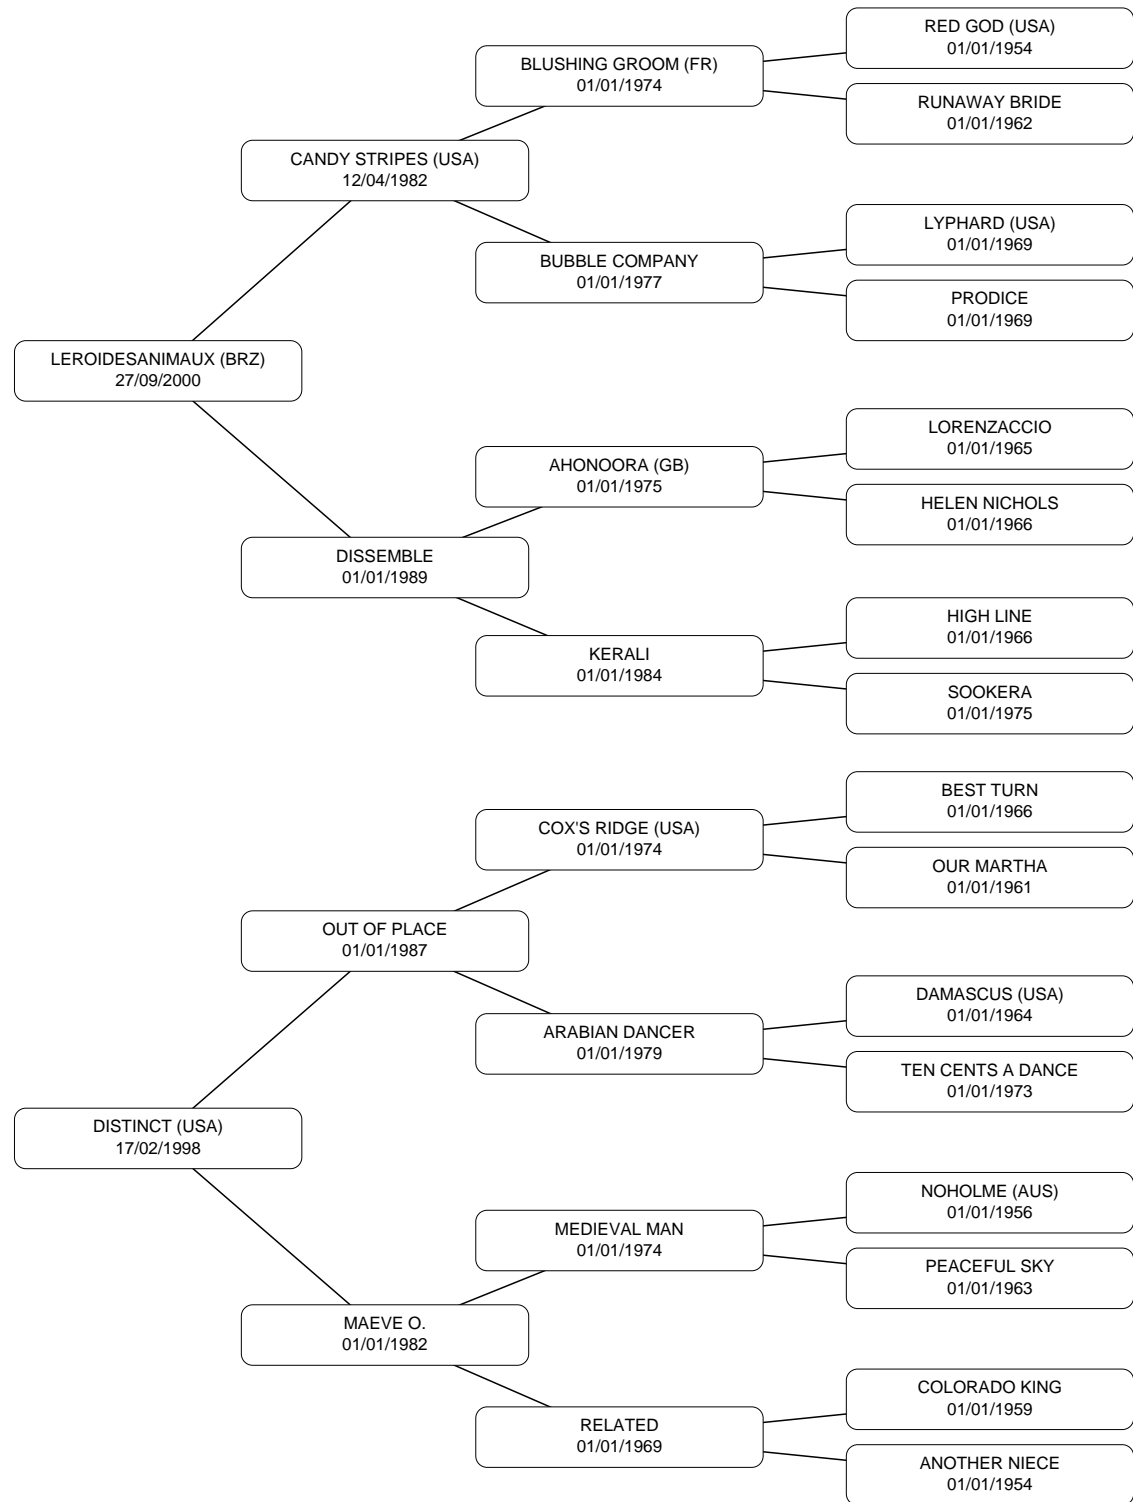 RED GOD (USA)
01/01/1954
BLUSHING GROOM (FR)
01/01/1974
RUNAWAY BRIDE
01/01/1962
CANDY STRIPES (USA)
12/04/1982
LYPHARD (USA)
01/01/1969
BUBBLE COMPANY
01/01/1977
PRODICE
01/01/1969
LEROIDESANIMAUX (BRZ)
27/09/2000
LORENZACCIO
01/01/1965
AHONOORA (GB)
01/01/1975
HELEN NICHOLS
01/01/1966
DISSEMBLE
01/01/1989
HIGH LINE
01/01/1966
KERALI
01/01/1984
SOOKERA
01/01/1975
BEST TURN
01/01/1966
COX'S RIDGE (USA)
01/01/1974
OUR MARTHA
01/01/1961
OUT OF PLACE
01/01/1987
DAMASCUS (USA)
01/01/1964
ARABIAN DANCER
01/01/1979
TEN CENTS A DANCE
01/01/1973
DISTINCT (USA)
17/02/1998
NOHOLME (AUS)
01/01/1956
MEDIEVAL MAN
01/01/1974
PEACEFUL SKY
01/01/1963
MAEVE O.
01/01/1982
COLORADO KING
01/01/1959
RELATED
01/01/1969
ANOTHER NIECE
01/01/1954